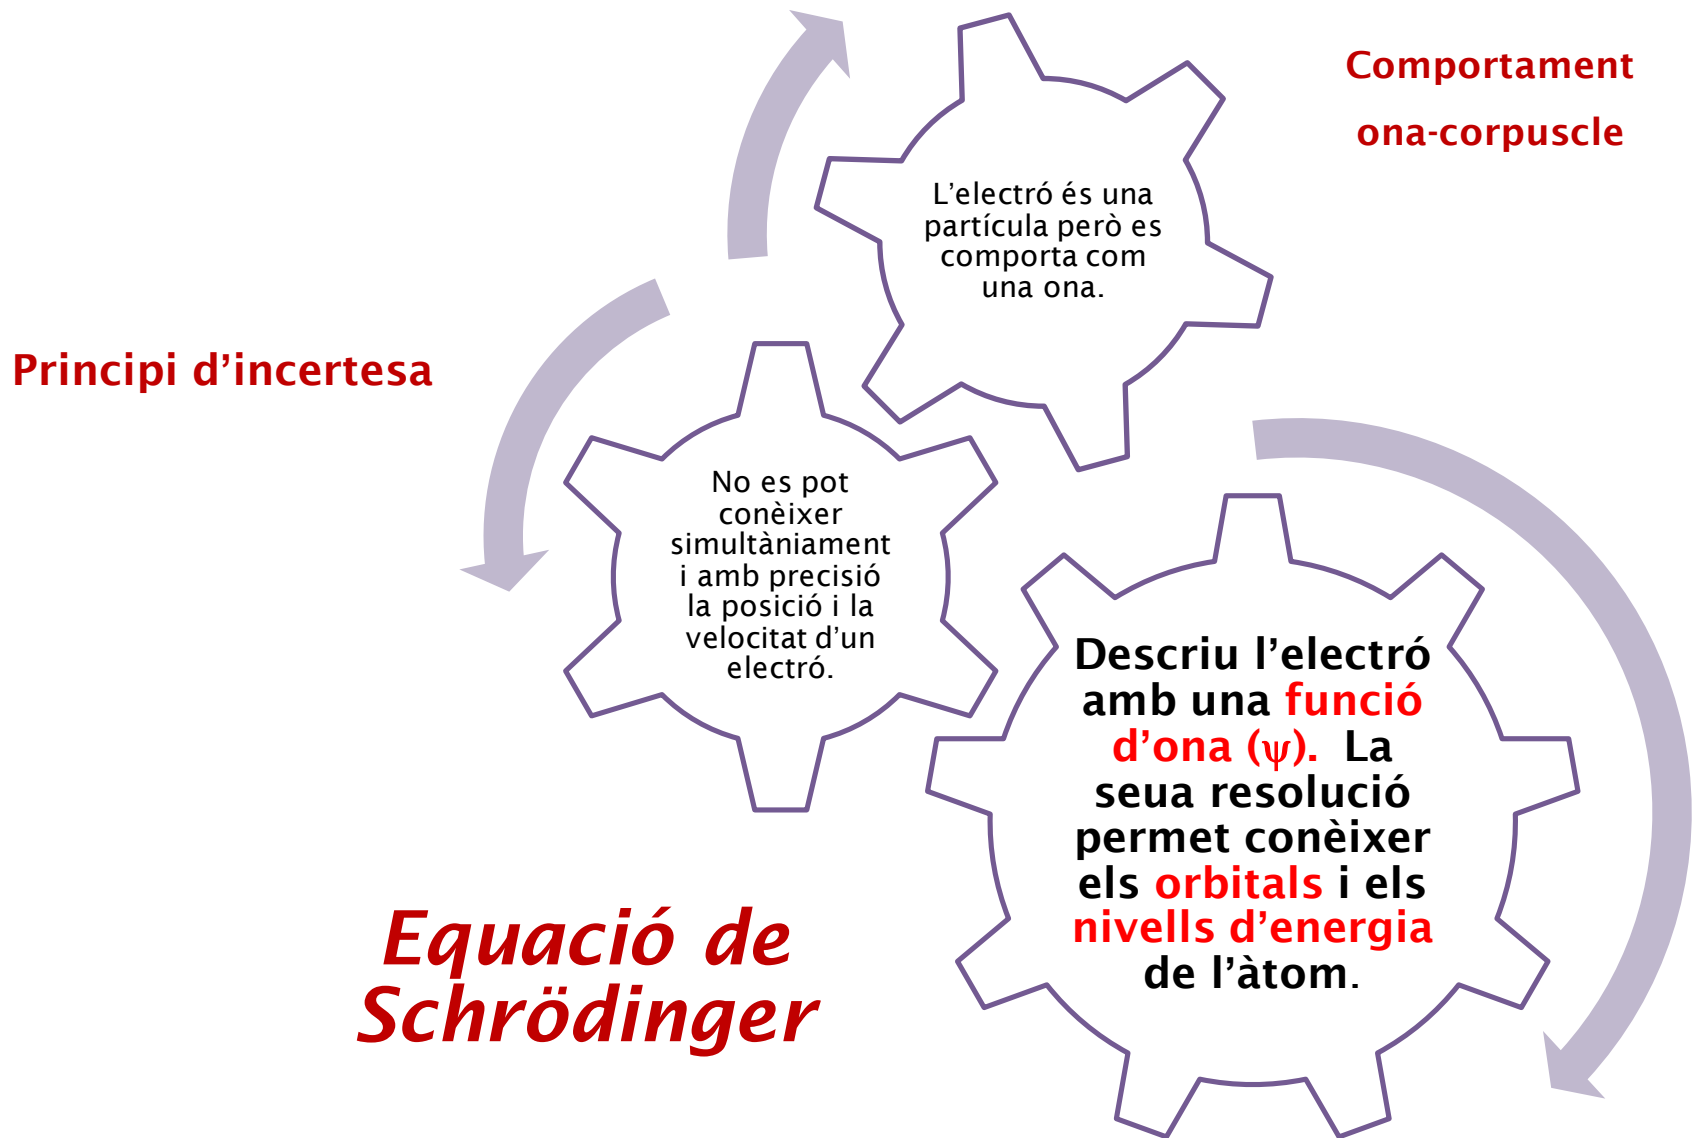 Comportament
ona-corpuscle
L’electró és una
partícula però es
comporta com
una ona.
Principi d’incertesa
No es pot
conèixer
simultàniament
i amb precisió
la posició i la
velocitat d’un
electró.
Descriu l’electró
amb una funció
d’ona (ψ). La
seua resolució
permet conèixer
els orbitals i els
nivells d’energia
de l’àtom.
Equació de
Schrödinger